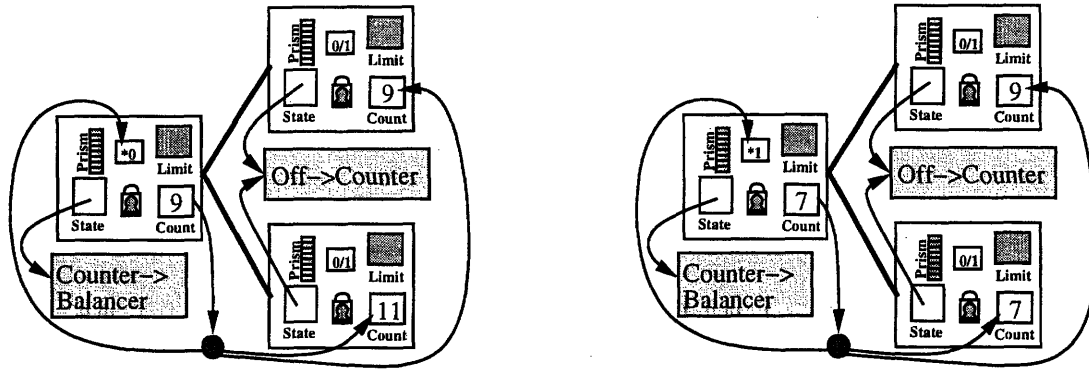 Prism
0/1
Limit
9
State
Count
Prism
*0
Limit
9
State
Count
Off->Counter
Counter->
Balancer
Prism
0/1
Limit
11
State
Count
Prism
0/1
Limit
9
State
Count
Prism
*1
Limit
7
State
Count
Off->Counter
Counter->
Balancer
Prism
0/1
Limit
7
State
Count